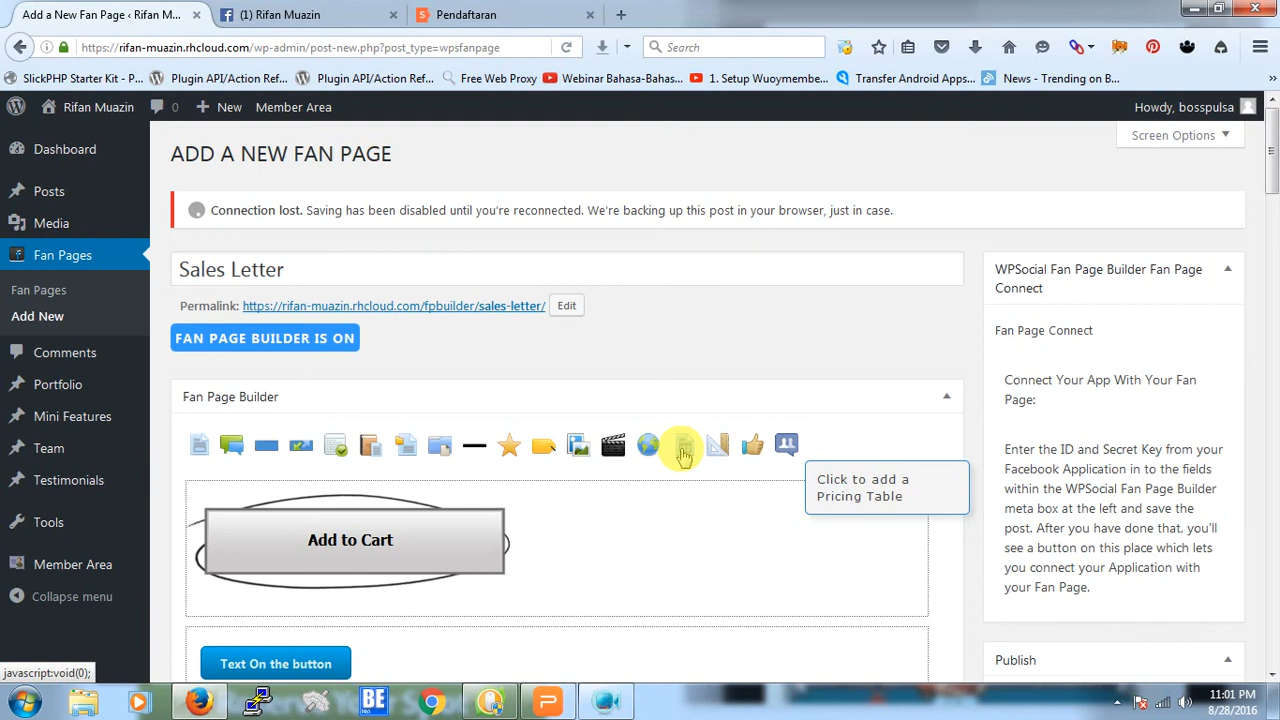 Add a New Fan Page ‹ Rifan M...
(1) Rifan Muazin
Pendaftaran
https://rifan-muazin.rhcloud.com/wp-admin/post-new.php?post_type=wpsfanpage
Search
SlickPHP Starter Kit - P...
Plugin API/Action Ref...
Plugin API/Action Ref...
Free Web Proxy
Webinar Bahasa-Bahas...
1. Setup Wuoymembe...
Transfer Android Apps...
News - Trending on B...
Rifan Muazin
0
New
Member Area
Howdy, bosspulsa
Dashboard
Posts
Media
Fan Pages
Fan Pages
Add New
Comments
Portfolio
Mini Features
Team
Testimonials
Tools
Member Area
Collapse menu
Screen Options
ADD A NEW FAN PAGE
Connection lost. Saving has been disabled until you're reconnected. We're backing up this post in your browser, just in case.
Sales Letter
Permalink: https://rifan-muazin.rhcloud.com/fpbuilder/sales-letter/ Edit
FAN PAGE BUILDER IS ON
Fan Page Builder
Click to add a
Pricing Table
Add to Cart
Text On the button
WPSocial Fan Page Builder Fan Page
Connect
Fan Page Connect
Connect Your App With Your Fan
Page:
Enter the ID and Secret Key from your
Facebook Application in to the fields
within the WPSocial Fan Page Builder
meta box at the left and save the
post. After you have done that, you'll
see a button on this place which lets
you connect your Application with
your Fan Page.
Publish
javascript:void(0);
BE
11:01 PM
8/28/2016